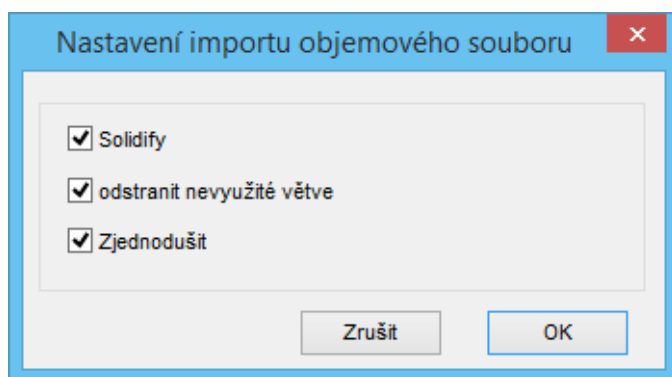 Nastavení importu objemového souboru
Solidify
odstranit nevyužité větve
Zjednodušit
Zrušit OK